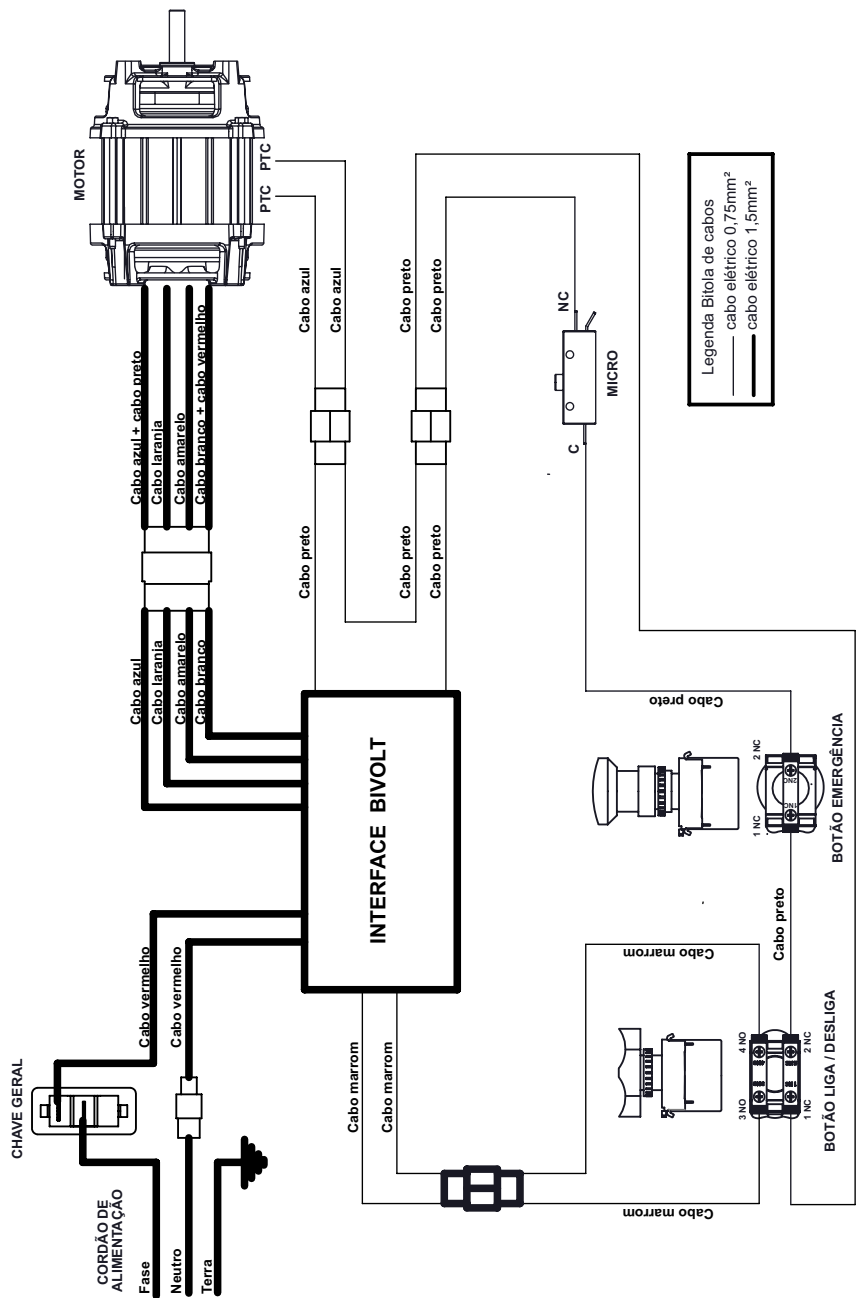 CORDÃO DE
ALIMENTAÇÃO
Fase
Neutro
Terra
CHAVE GERAL
Cabo vermelho
Cabo vermelho
Cabo azul
Cabo laranja
Cabo amarelo
Cabo branco
Cabo azul + cabo preto
Cabo laranja
Cabo amarelo
Cabo branco + cabo vermelho
MOTOR
PTC
PTC
INTERFACE BIVOLT
Cabo preto
Cabo azul
Cabo azul
Cabo preto
Cabo preto
Cabo preto
Cabo preto
Cabo marrom
Cabo marrom
Cabo marrom
Cabo marrom
3 NO
4 NO
1 NC
2 NC
BOTÃO LIGA / DESLIGA
Cabo preto
1 NC
2 NC
1NC
2NC
BOTÃO EMERGÊNCIA
Cabo preto
C
NC
MICRO
Legenda Bitola de cabos
cabo elétrico 0,75mm²
cabo elétrico 1,5mm²